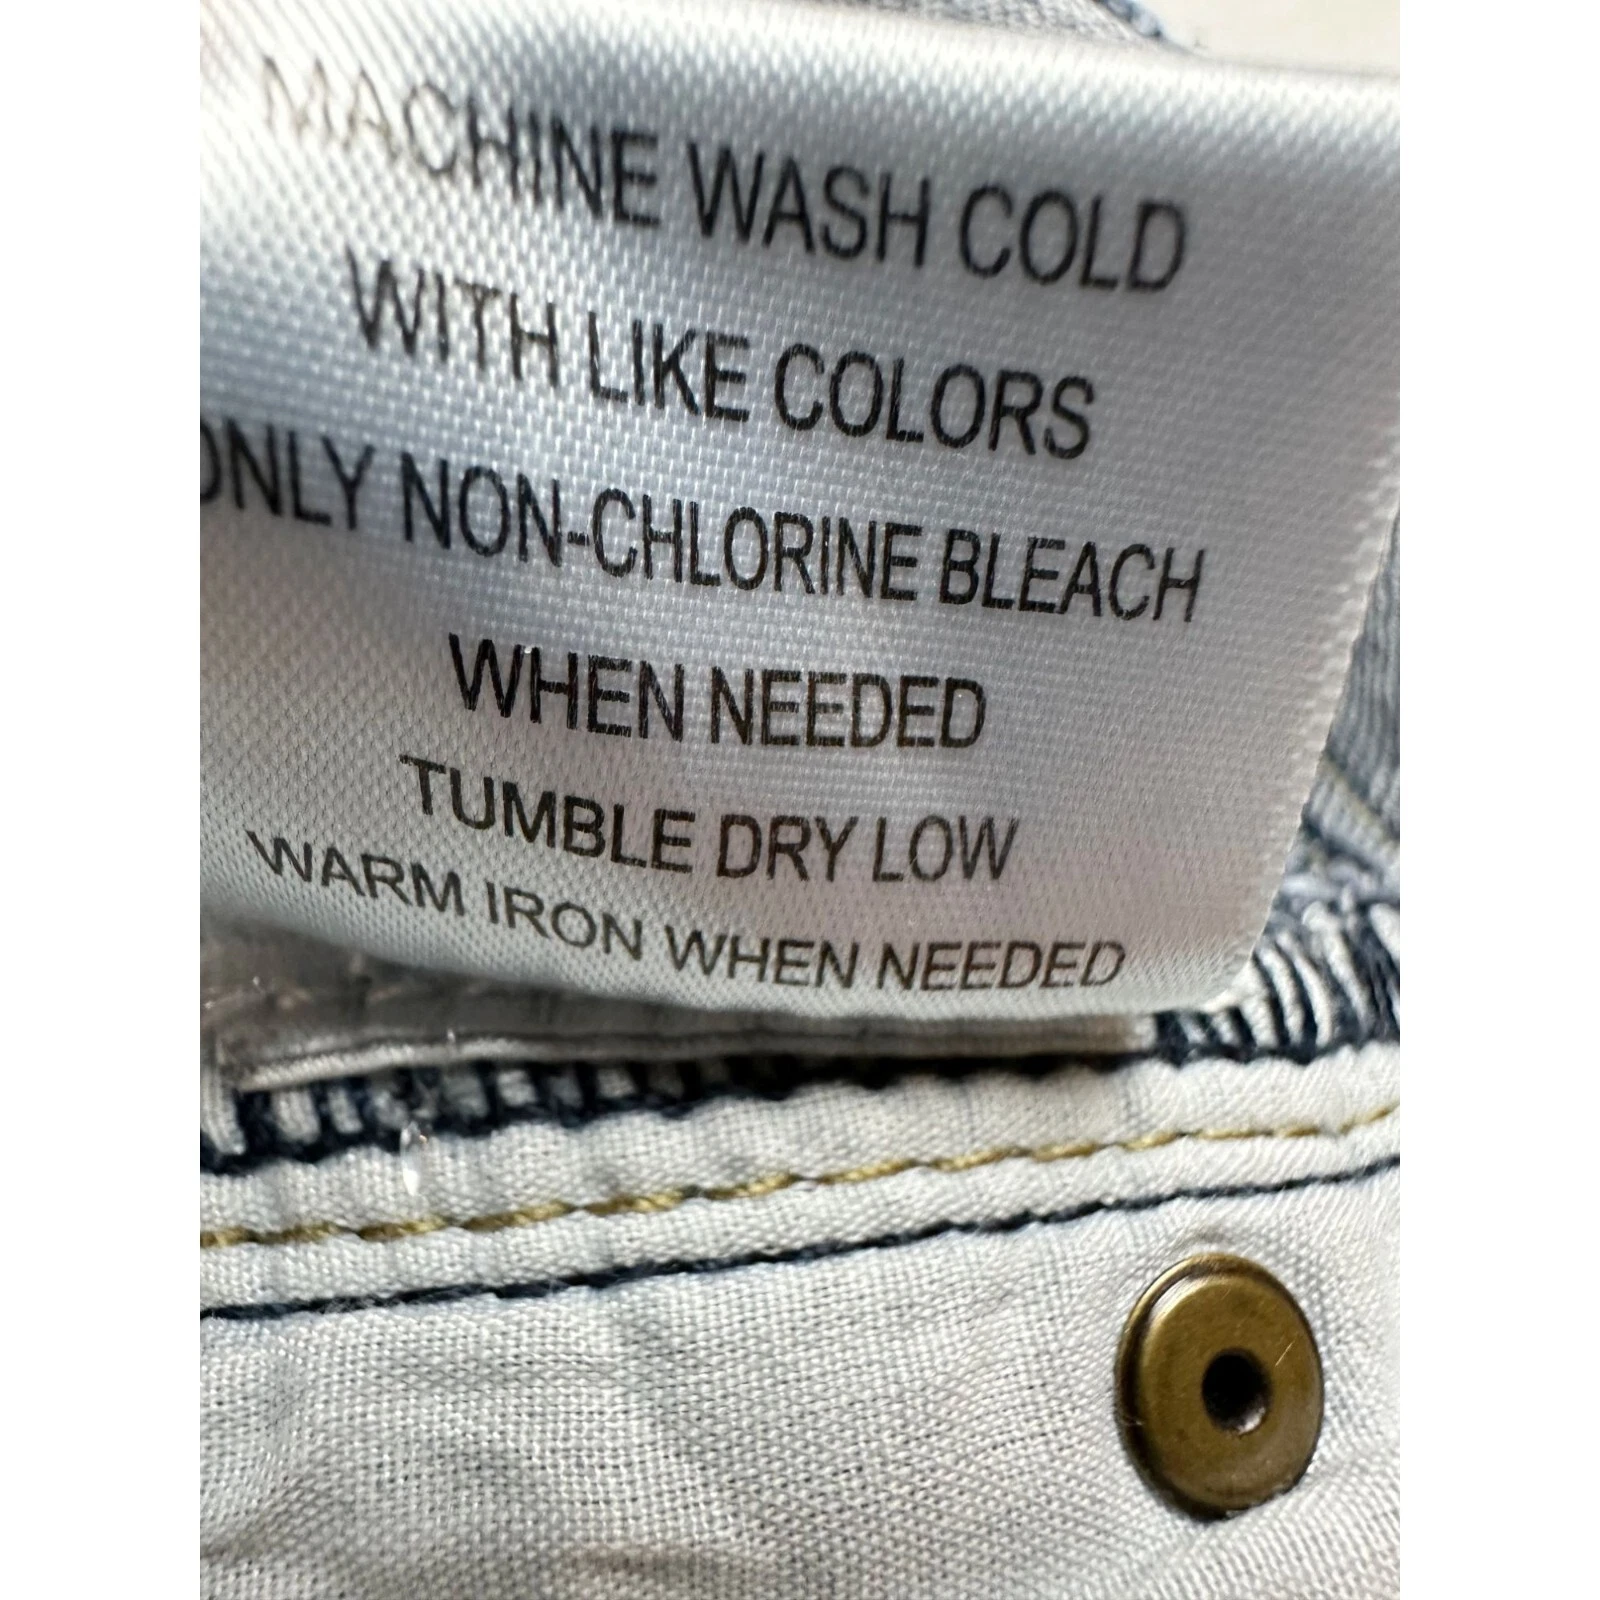 MACHINE WASH COLD
WITH LIKE COLORS
ONLY NON-CHLORINE BLEACH
WHEN NEEDED
TUMBLE DRY LOW
WARM IRON WHEN NEEDED